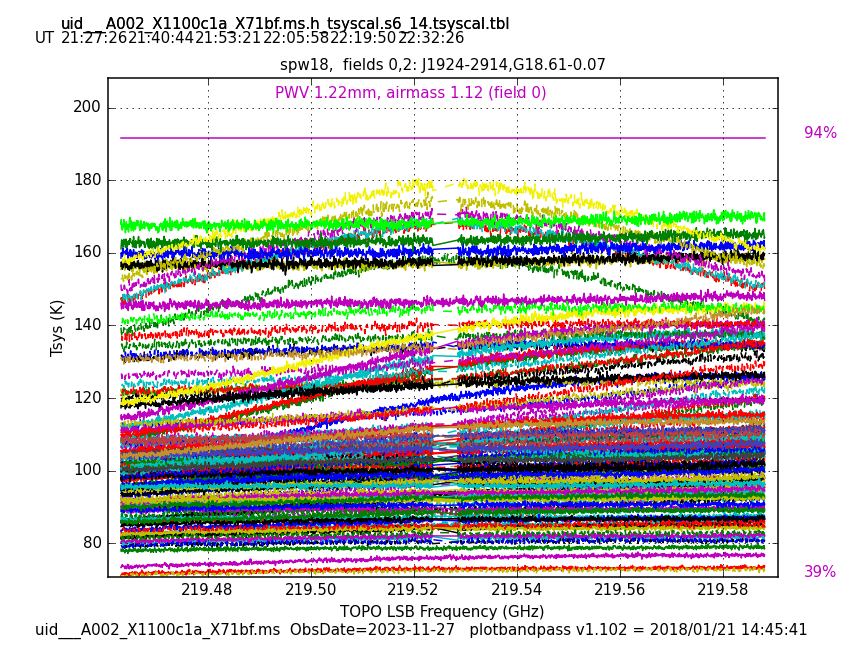 uid___A002_X1100c1a_X71bf.ms.h_tsyscal.s6_14.tsyscal.tbl
UT 21:27:26 21:40:44 21:53:21 22:05:58 22:19:50 22:32:26
spw18,  fields 0,2: J1924-2914,G18.61-0.07
PWV 1.22mm, airmass 1.12 (field 0)
200
94%
180
160
Tsys (K)
140
120
100
80
39%
219.48 219.50 219.52 219.54 219.56 219.58
TOPO LSB Frequency (GHz)
uid___A002_X1100c1a_X71bf.ms  ObsDate=2023-11-27   plotbandpass v1.102 = 2018/01/21 14:45:41